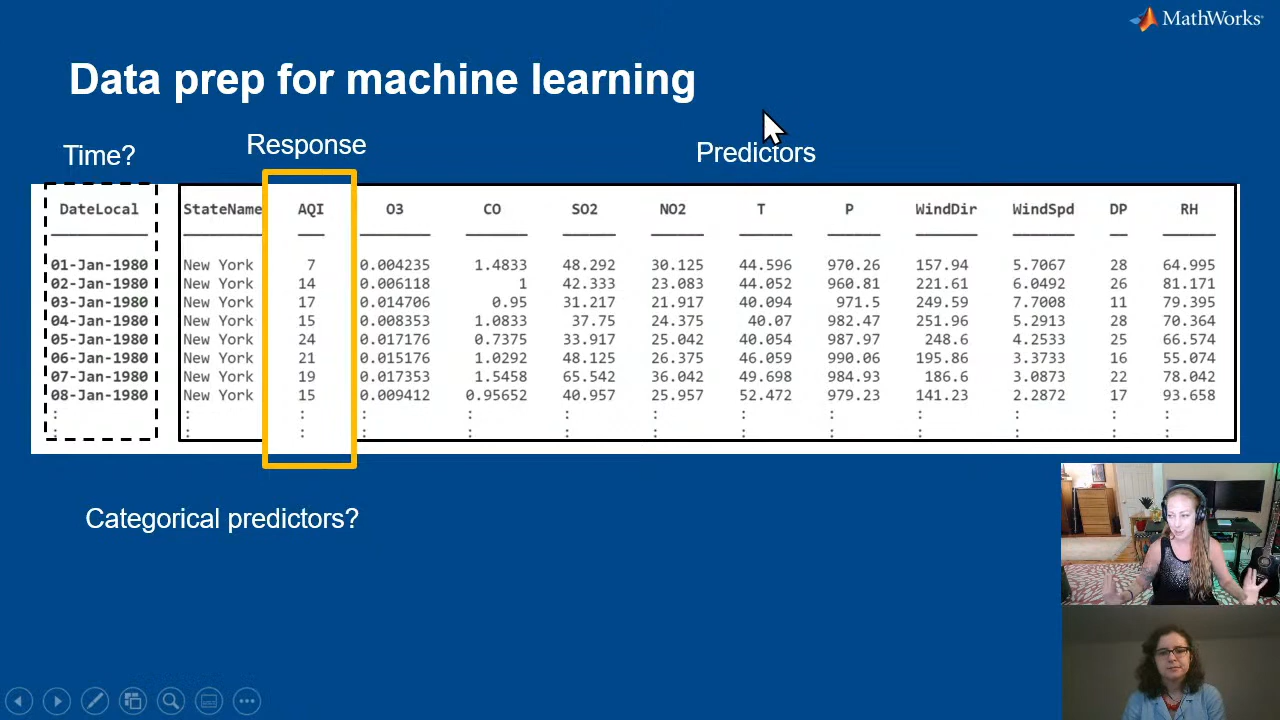 MathWorks
Data prep for machine learning
Time?
Response
Predictors
DateLocal StateName AQI O3 CO SO2 NO2 T P WindDir WindSpd DP RH
01-Jan-1980 New York 7 0.004235 1.4833 48.292 30.125 44.596 970.26 157.94 5.7067 28 64.995
02-Jan-1980 New York 14 0.006118 1 42.333 23.083 44.052 960.81 221.61 6.0492 26 81.171
03-Jan-1980 New York 17 0.014706 0.95 31.217 21.917 40.094 971.5 249.59 7.7008 11 79.395
04-Jan-1980 New York 15 0.008353 1.0833 37.75 24.375 40.07 982.47 251.96 5.2913 28 70.364
05-Jan-1980 New York 24 0.017176 0.7375 33.917 25.042 40.054 987.97 248.6 4.2533 25 66.574
06-Jan-1980 New York 21 0.015176 1.0292 48.125 26.375 46.059 990.06 195.86 3.3733 16 55.074
07-Jan-1980 New York 19 0.017353 1.5458 65.542 36.042 49.698 984.93 186.6 3.0873 22 78.042
08-Jan-1980 New York 15 0.009412 0.95652 40.957 25.957 52.472 979.23 141.23 2.2872 17 93.658
: : : : : : : : : : : : :
: : : : : : : : : : : : :
Categorical predictors?